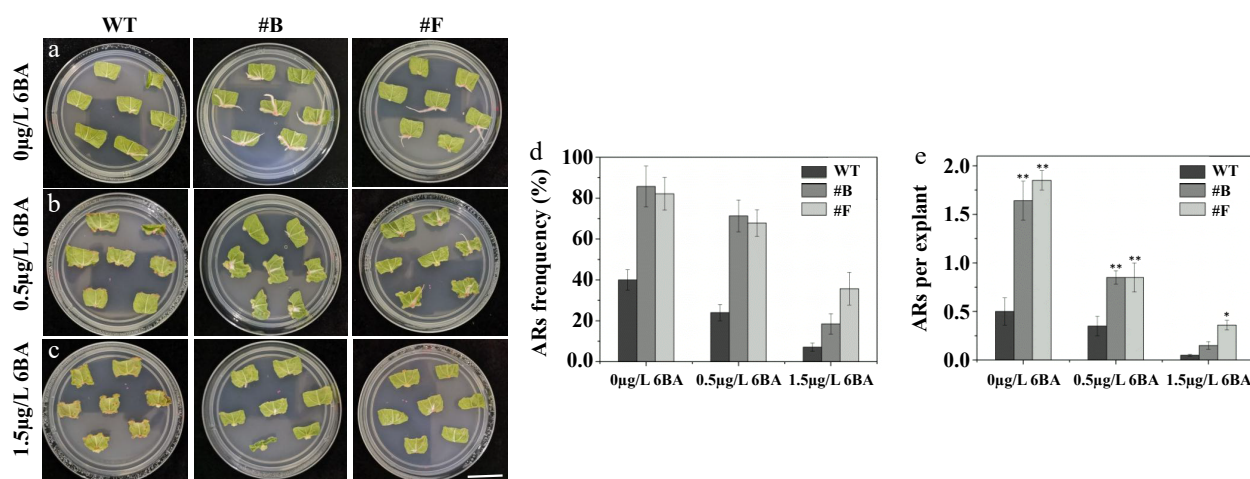 WT #B #F
0µg/L 6BA
a
0.5µg/L 6BA
b
1.5µg/L 6BA
c
d
ARs frenquency (%)
100
80
60
40
20
0.0
WT
#B
#F
0µg/L 6BA 0.5µg/L 6BA 1.5µg/L 6BA
e
ARs per explant
2.0
1.5
1.0
0.5
0.0
** **
** **
*
WT
#B
#F
0µg/L 6BA 0.5µg/L 6BA 1.5µg/L 6BA